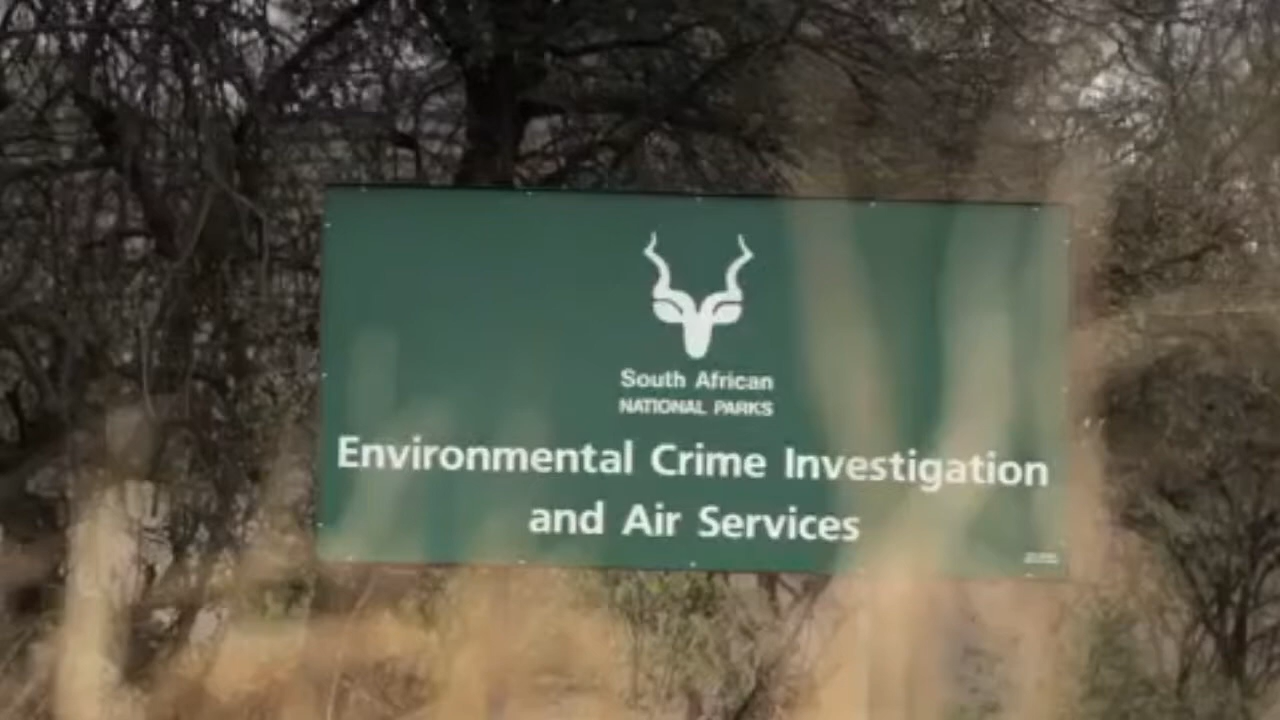 South African
NATIONAL PARKS
Environmental Crime Investigation
and Air Services